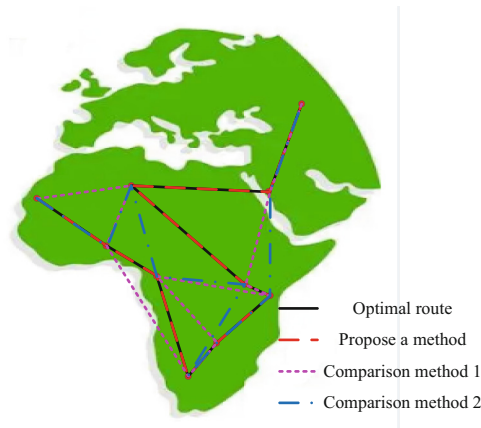 Optimal route
Propose a method
Comparison method 1
Comparison method 2